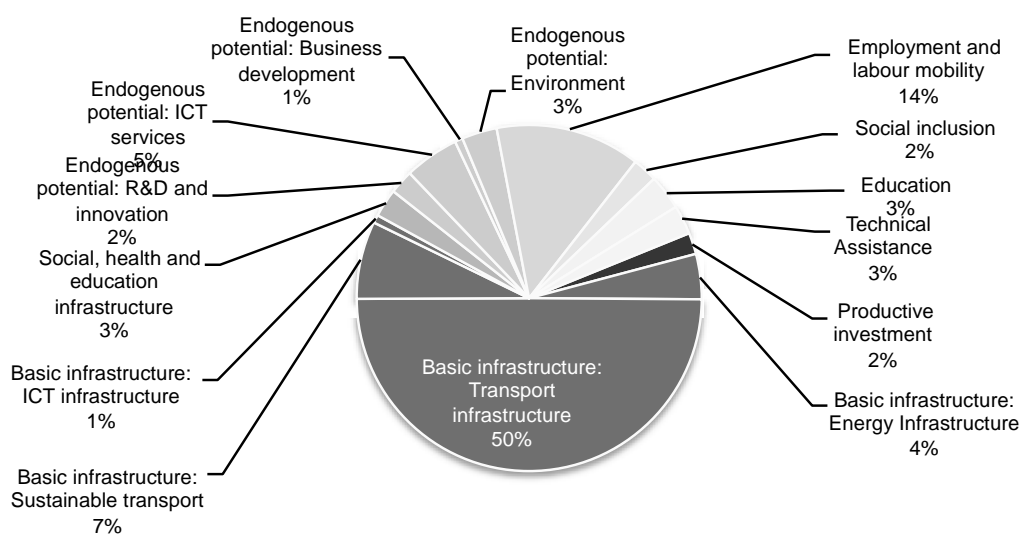 Endogenous
potential: Business
development
1%
Endogenous
potential:
Environment
3%
Employment and
labour mobility
14%
Social inclusion
2%
Education
3%
Technical
Assistance
3%
Productive
investment
2%
Basic infrastructure:
Energy Infrastructure
4%
Basic infrastructure:
Transport
infrastructure
50%
Basic infrastructure:
Sustainable transport
7%
Basic infrastructure:
ICT infrastructure
1%
Social, health and
education
infrastructure
3%
Endogenous
potential: R&D and
innovation
2%
Endogenous
potential: ICT
services
5%